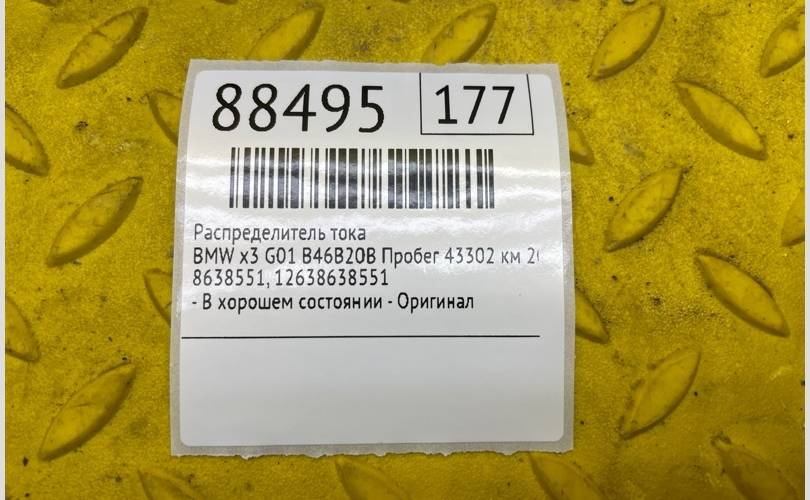 88495 177
Распределитель тока
BMW x3 G01 B46B20B Пробег 43302 км
8638551, 12638638551
- В хорошем состоянии - Оригинал